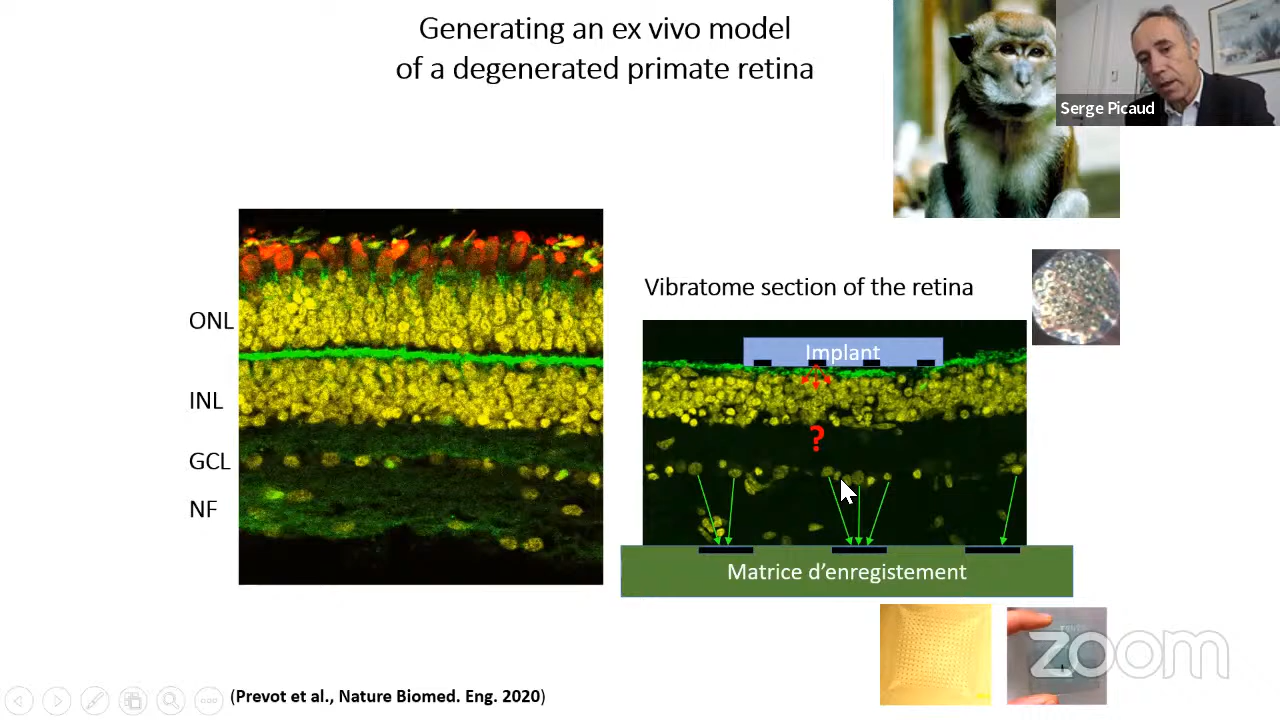 Generating an ex vivo model
of a degenerated primate retina
Serge Picaud
Vibratome section of the retina
ONL
INL
GCL
NF
Implant
?
Matrice d’enregistement
zoom
(Prevot et al., Nature Biomed. Eng. 2020)